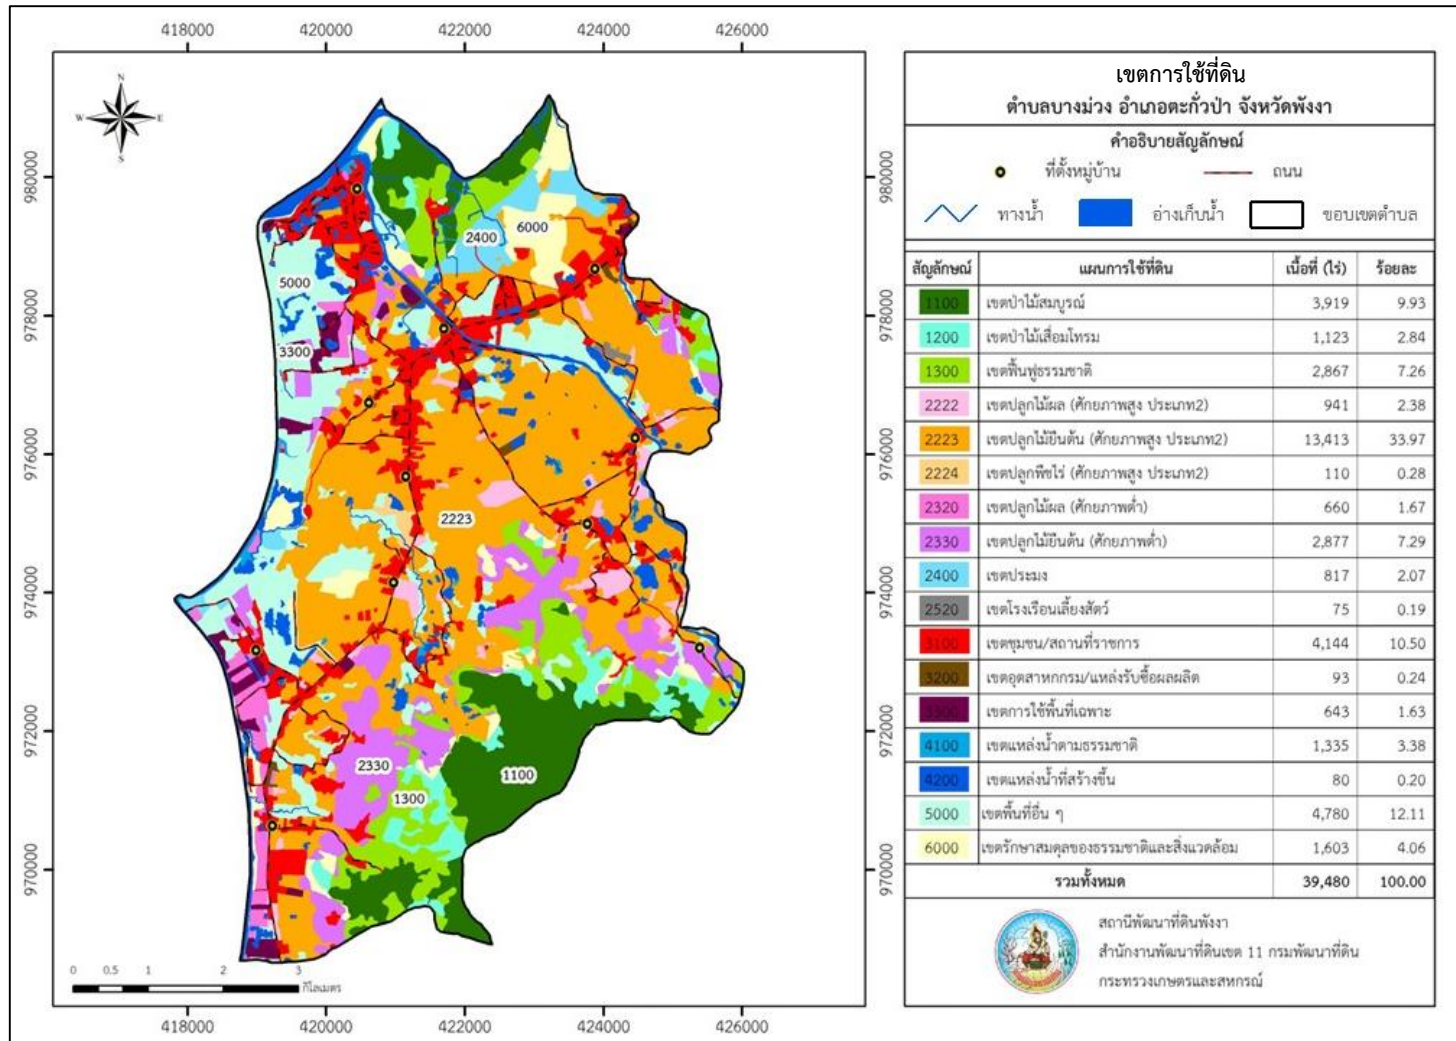 418000 420000 422000 424000 426000
N
W E
S
980000 980000
978000 978000
976000 976000
974000 974000
972000 972000
970000 970000
6000
2400
5000
3300
2223
2330
1100
1300
0 0.5 1 2 3
กิโลเมตร
418000 420000 422000 424000 426000
เขตการใช้ที่ดิน
ตำบลบางม่วง อำเภอตะกั่วป่า จังหวัดพังงา
คำอธิบายสัญลักษณ์
ที่ตั้งหมู่บ้าน ถนน
ทางน้ำ อ่างเก็บน้ำ ขอบเขตตำบล
สัญลักษณ์ แผนการใช้ที่ดิน เนื้อที่ (ไร่) ร้อยละ
1100 เขตป่าไม้สมบูรณ์ 3,919 9.93
1200 เขตป่าไม้เสื่อมโทรม 1,123 2.84
1300 เขตฟื้นฟูธรรมชาติ 2,867 7.26
2222 เขตปลูกไม้ผล (ศักยภาพสูง ประเภท2) 941 2.38
2223 เขตปลูกไม้ยืนต้น (ศักยภาพสูง ประเภท2) 13,413 33.97
2224 เขตปลูกพืชไร่ (ศักยภาพสูง ประเภท2) 110 0.28
2320 เขตปลูกไม้ผล (ศักยภาพต่ำ) 660 1.67
2330 เขตปลูกไม้ยืนต้น (ศักยภาพต่ำ) 2,877 7.29
2400 เขตประมง 817 2.07
2520 เขตโรงเรือนเลี้ยงสัตว์ 75 0.19
3100 เขตชุมชน/สถานที่ราชการ 4,144 10.50
3200 เขตอุตสาหกรรม/แหล่งรับซื้อผลผลิต 93 0.24
3300 เขตการใช้พื้นที่เฉพาะ 643 1.63
4100 เขตแหล่งน้ำตามธรรมชาติ 1,335 3.38
4200 เขตแหล่งน้ำที่สร้างขึ้น 80 0.20
5000 เขตพื้นที่อื่น ๆ 4,780 12.11
6000 เขตรักษาสมดุลของธรรมชาติและสิ่งแวดล้อม 1,603 4.06
รวมทั้งหมด 39,480 100.00
สถานีพัฒนาที่ดินพังงา
สำนักงานพัฒนาที่ดินเขต 11 กรมพัฒนาที่ดิน
กระทรวงเกษตรและสหกรณ์